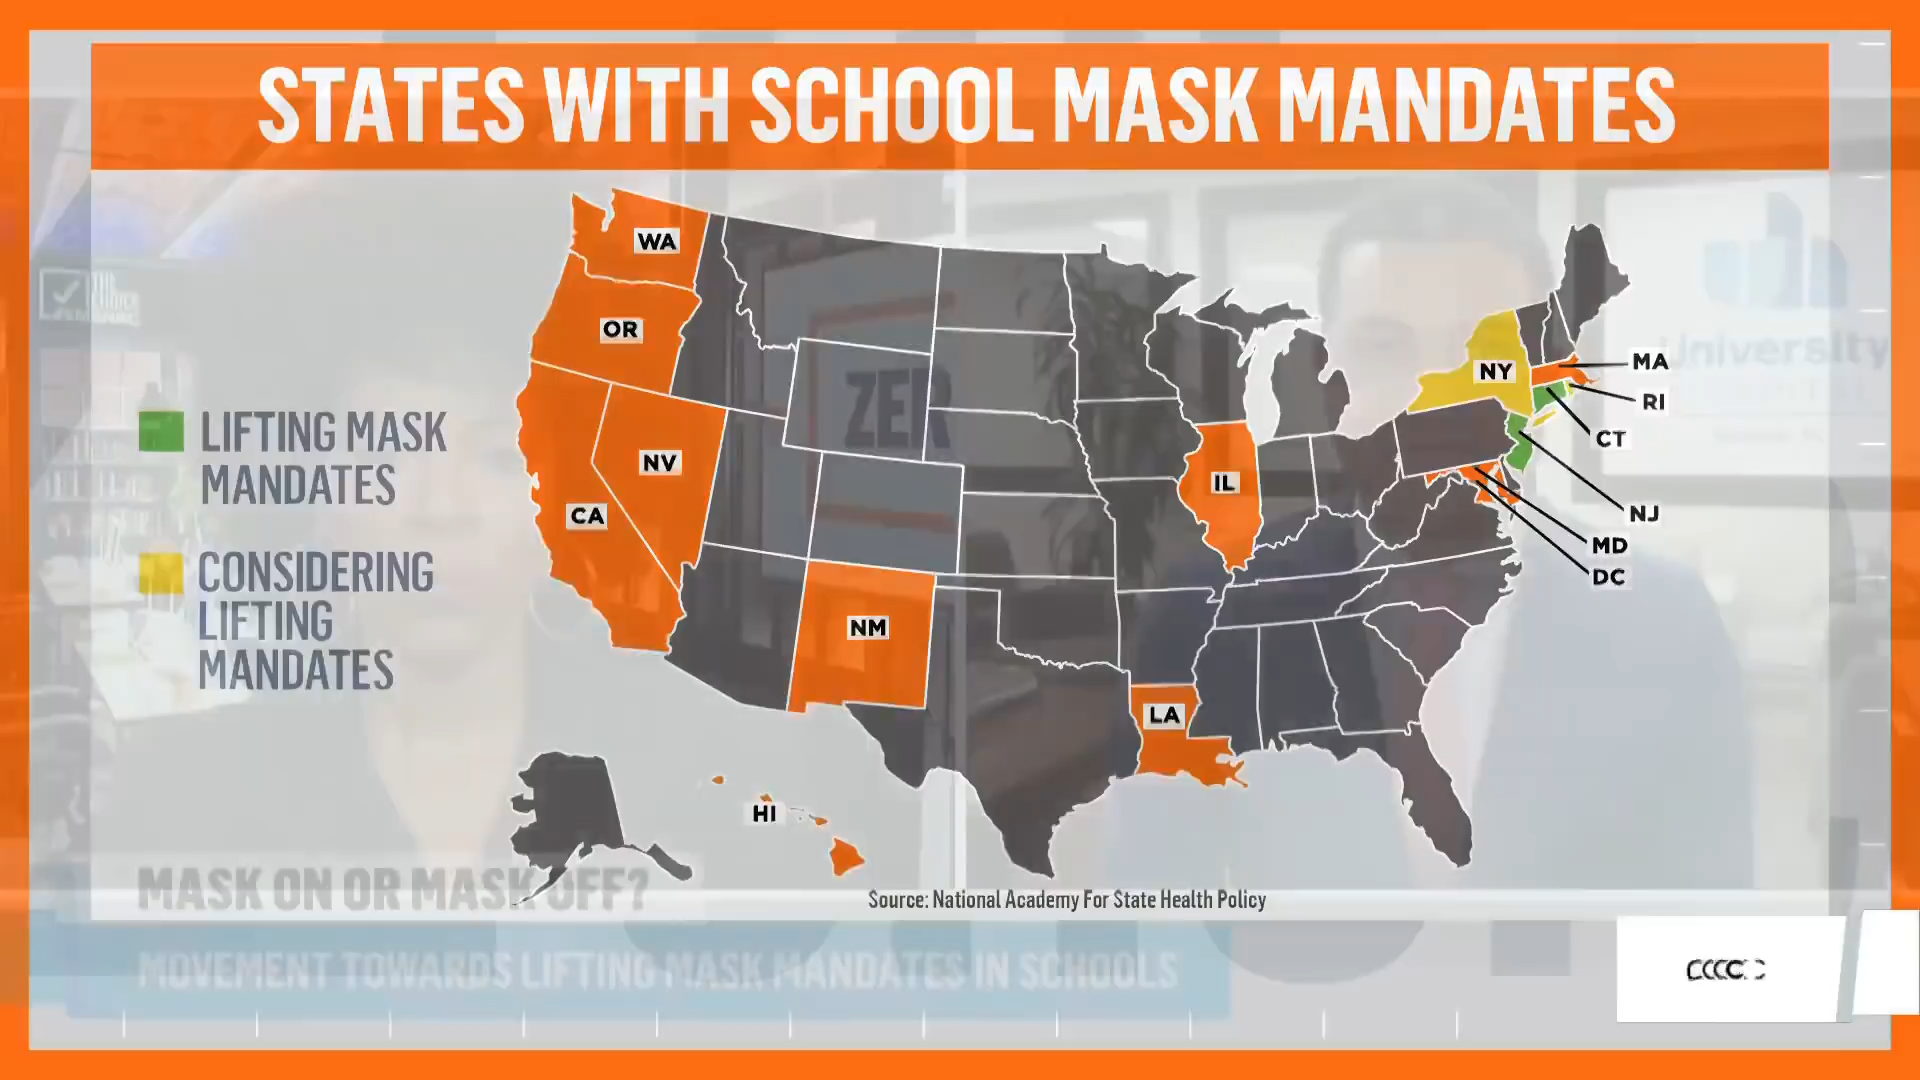 STATES WITH SCHOOL MASK MANDATES
WA
OR
NV
CA
NM
IL
LA
HI
NY
MA
RI
CT
NJ
MD
DC
LIFTING MASK
MANDATES
CONSIDERING
LIFTING
MANDATES
ZER
University
MASK ON OR MASK OFF?
Source: National Academy For State Health Policy
MOVEMENT TOWARDS LIFTING MASK MANDATES IN SCHOOLS